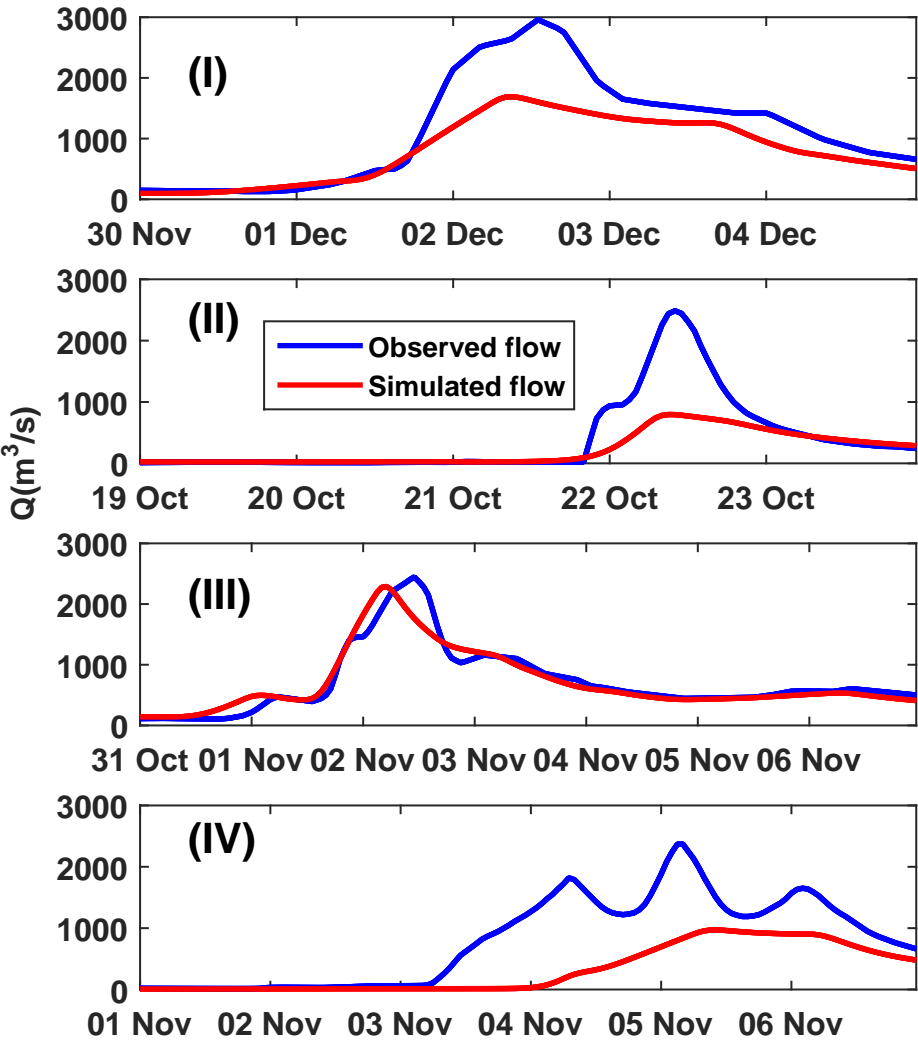 3000
(I)
2000
1000
0
30 Nov 01 Dec 02 Dec 03 Dec 04 Dec
3000
(II)
2000
Observed flow
Simulated flow
1000
0
19 Oct 20 Oct 21 Oct 22 Oct 23 Oct
Q(m³/s)
3000
(III)
2000
1000
0
31 Oct 01 Nov 02 Nov 03 Nov 04 Nov 05 Nov 06 Nov
3000
(IV)
2000
1000
0
01 Nov 02 Nov 03 Nov 04 Nov 05 Nov 06 Nov